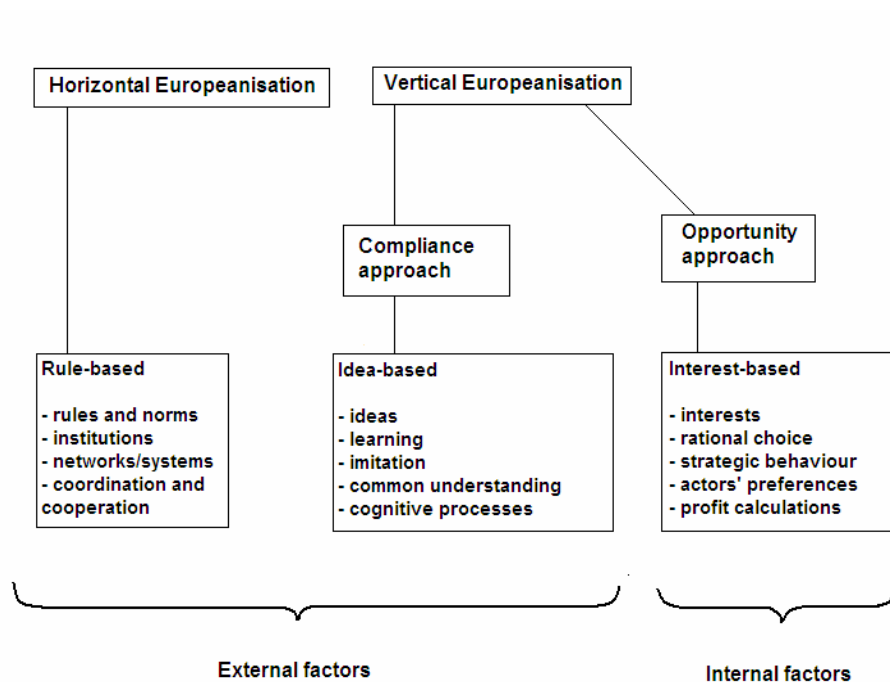 Horizontal Europeanisation
Vertical Europeanisation
Compliance
approach
Opportunity
approach
Rule-based
- rules and norms
- institutions
- networks/systems
- coordination and
cooperation
Idea-based
- ideas
- learning
- imitation
- common understanding
- cognitive processes
Interest-based
- interests
- rational choice
- strategic behaviour
- actors' preferences
- profit calculations
External factors
Internal factors